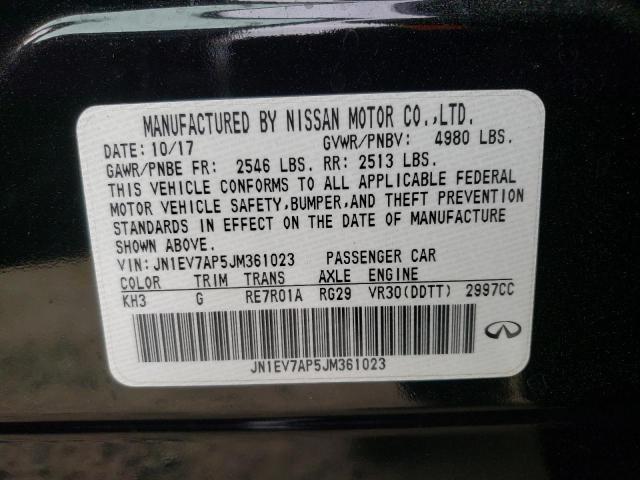 MANUFACTURED BY NISSAN MOTOR CO.,LTD.
DATE: 10/17 GVWR/PNBV: 4980 LBS.
GAWR/PNBE FR: 2546 LBS. RR: 2513 LBS.
THIS VEHICLE CONFORMS TO ALL APPLICABLE FEDERAL
MOTOR VEHICLE SAFETY,BUMPER,AND THEFT PREVENTION
STANDARDS IN EFFECT ON THE DATE OF MANUFACTURE
SHOWN ABOVE.
VIN: JN1EV7AP5JM361023 PASSENGER CAR
COLOR TRIM TRANS AXLE ENGINE
KH3 G RE7R01A RG29 VR30(DDTT) 2997CC
JN1EV7AP5JM361023